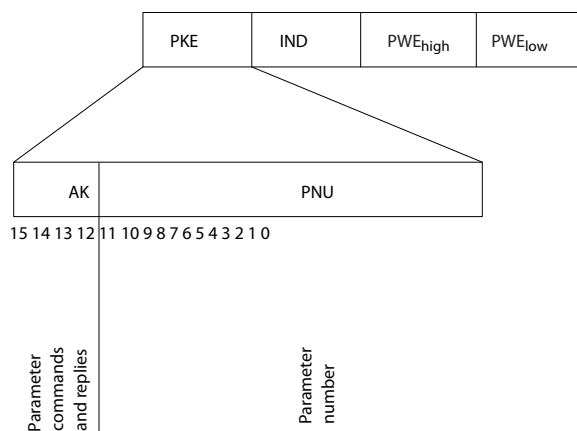 PKE IND PWEhigh PWElow
AK PNU
15 14 13 12 11 10 9 8 7 6 5 4 3 2 1 0
Parameter
commands
and replies
Parameter
number